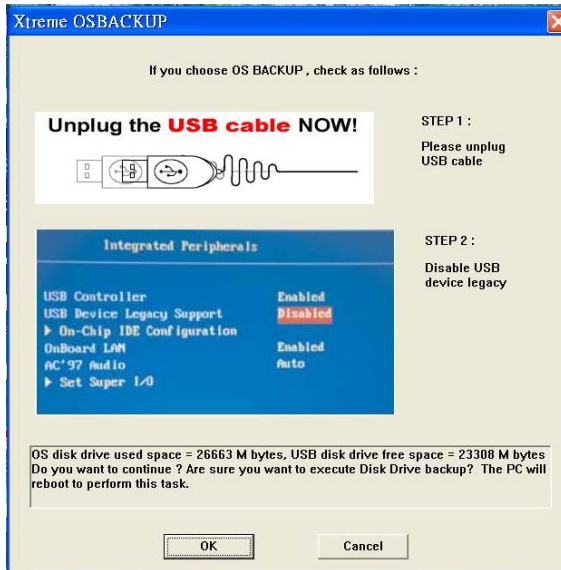 Xtreme OSBACKUP
If you choose OS BACKUP , check as follows :
Unplug the USB cable NOW!
STEP 1 :
Please unplug
USB cable
STEP 2 :
Disable USB
device legacy
Integrated Peripherals
USB Controller Enabled
USB Device Legacy Support Disabled
On-Chip IDE Configuration
OnBoard LAN Enabled
AC'97 Audio Auto
Set Super I/O
OS disk drive used space = 26663 M bytes, USB disk drive free space = 23308 M bytes
Do you want to continue ? Are sure you want to execute Disk Drive backup? The PC will
reboot to perform this task.
OK
Cancel